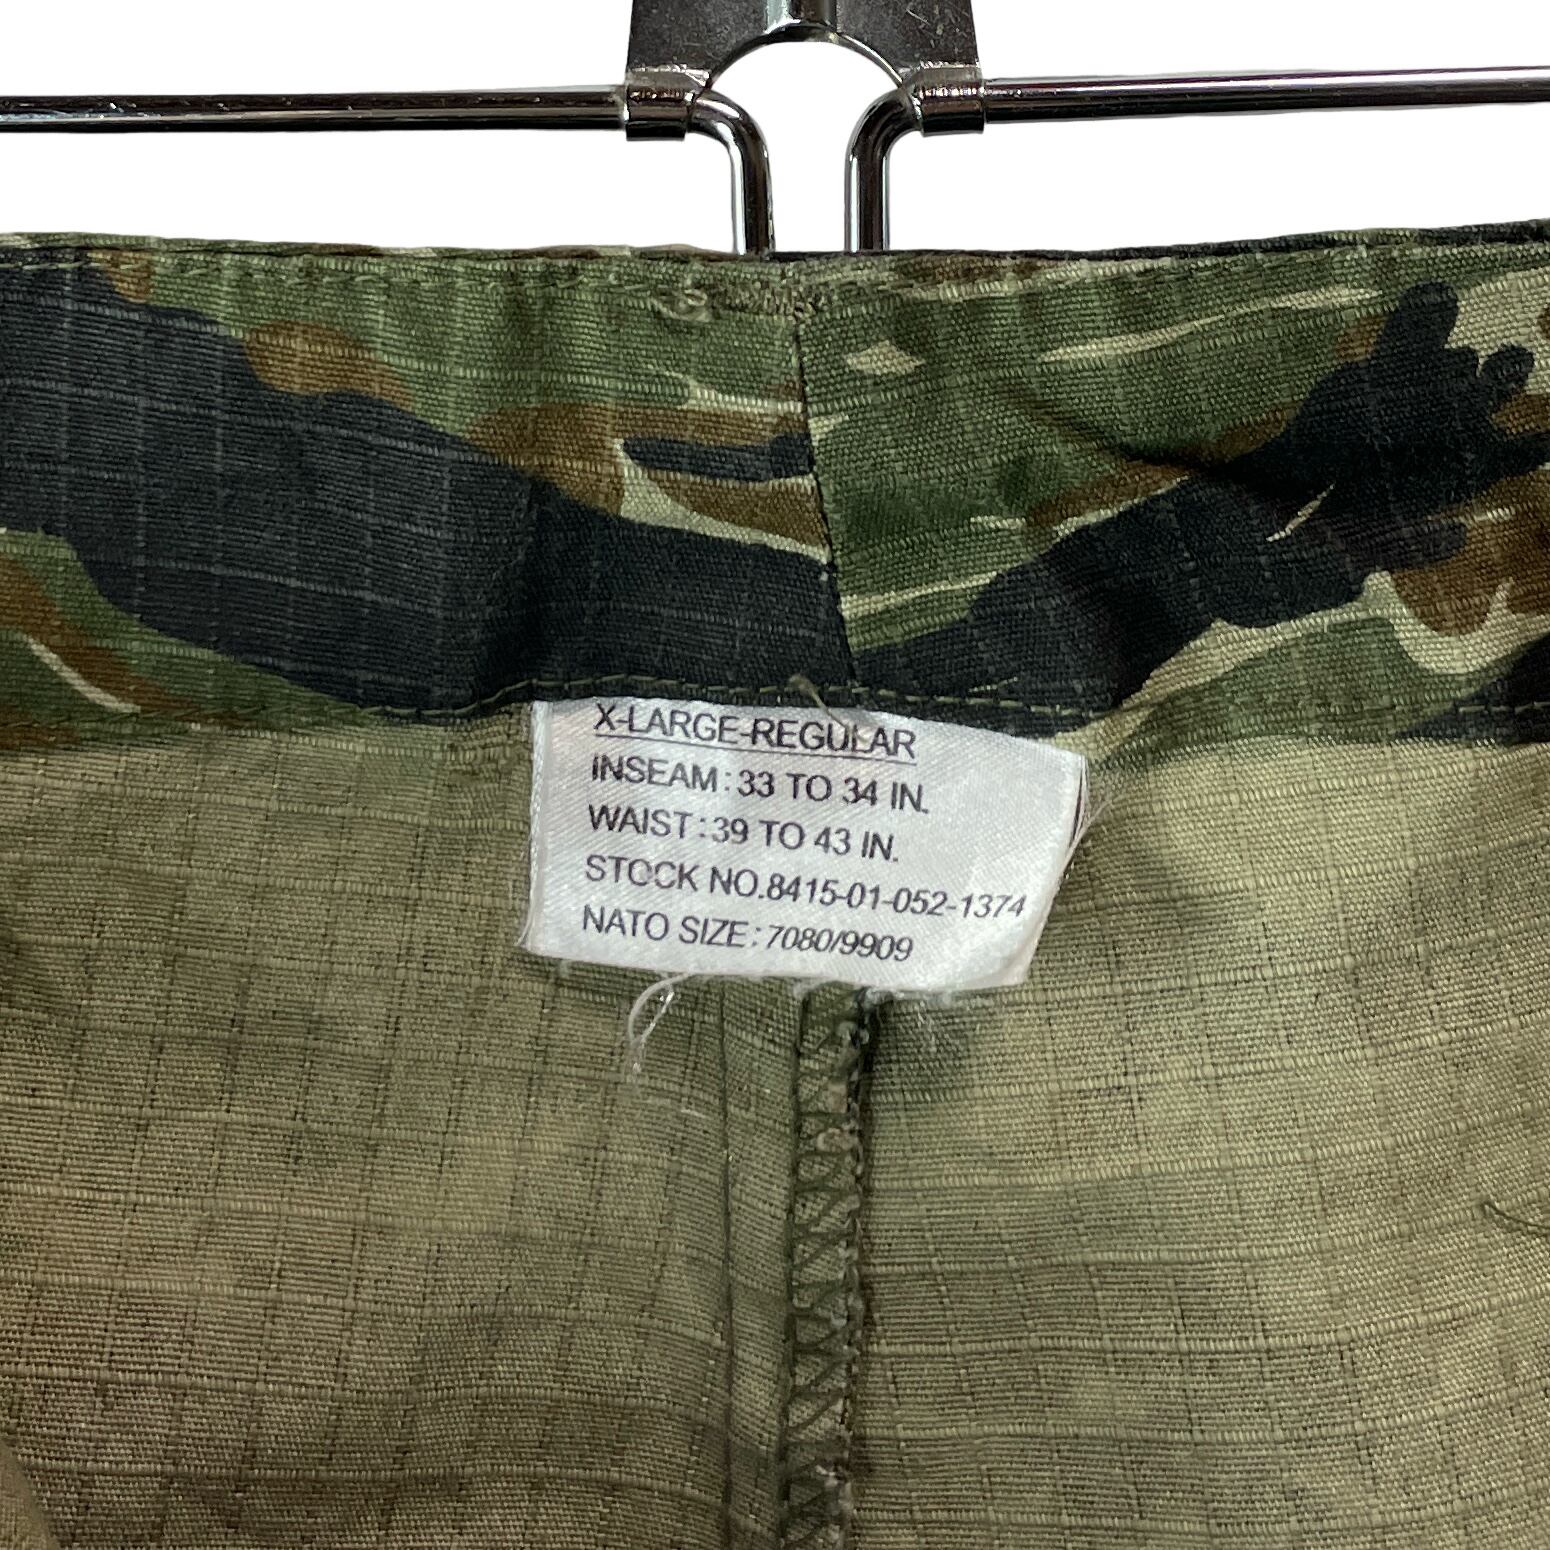 X-LARGE-REGULAR
INSEAM : 33 TO 34 IN.
WAIST : 39 TO 43 IN.
STOCK NO.8415-01-052-1374
NATO SIZE : 7080/9909